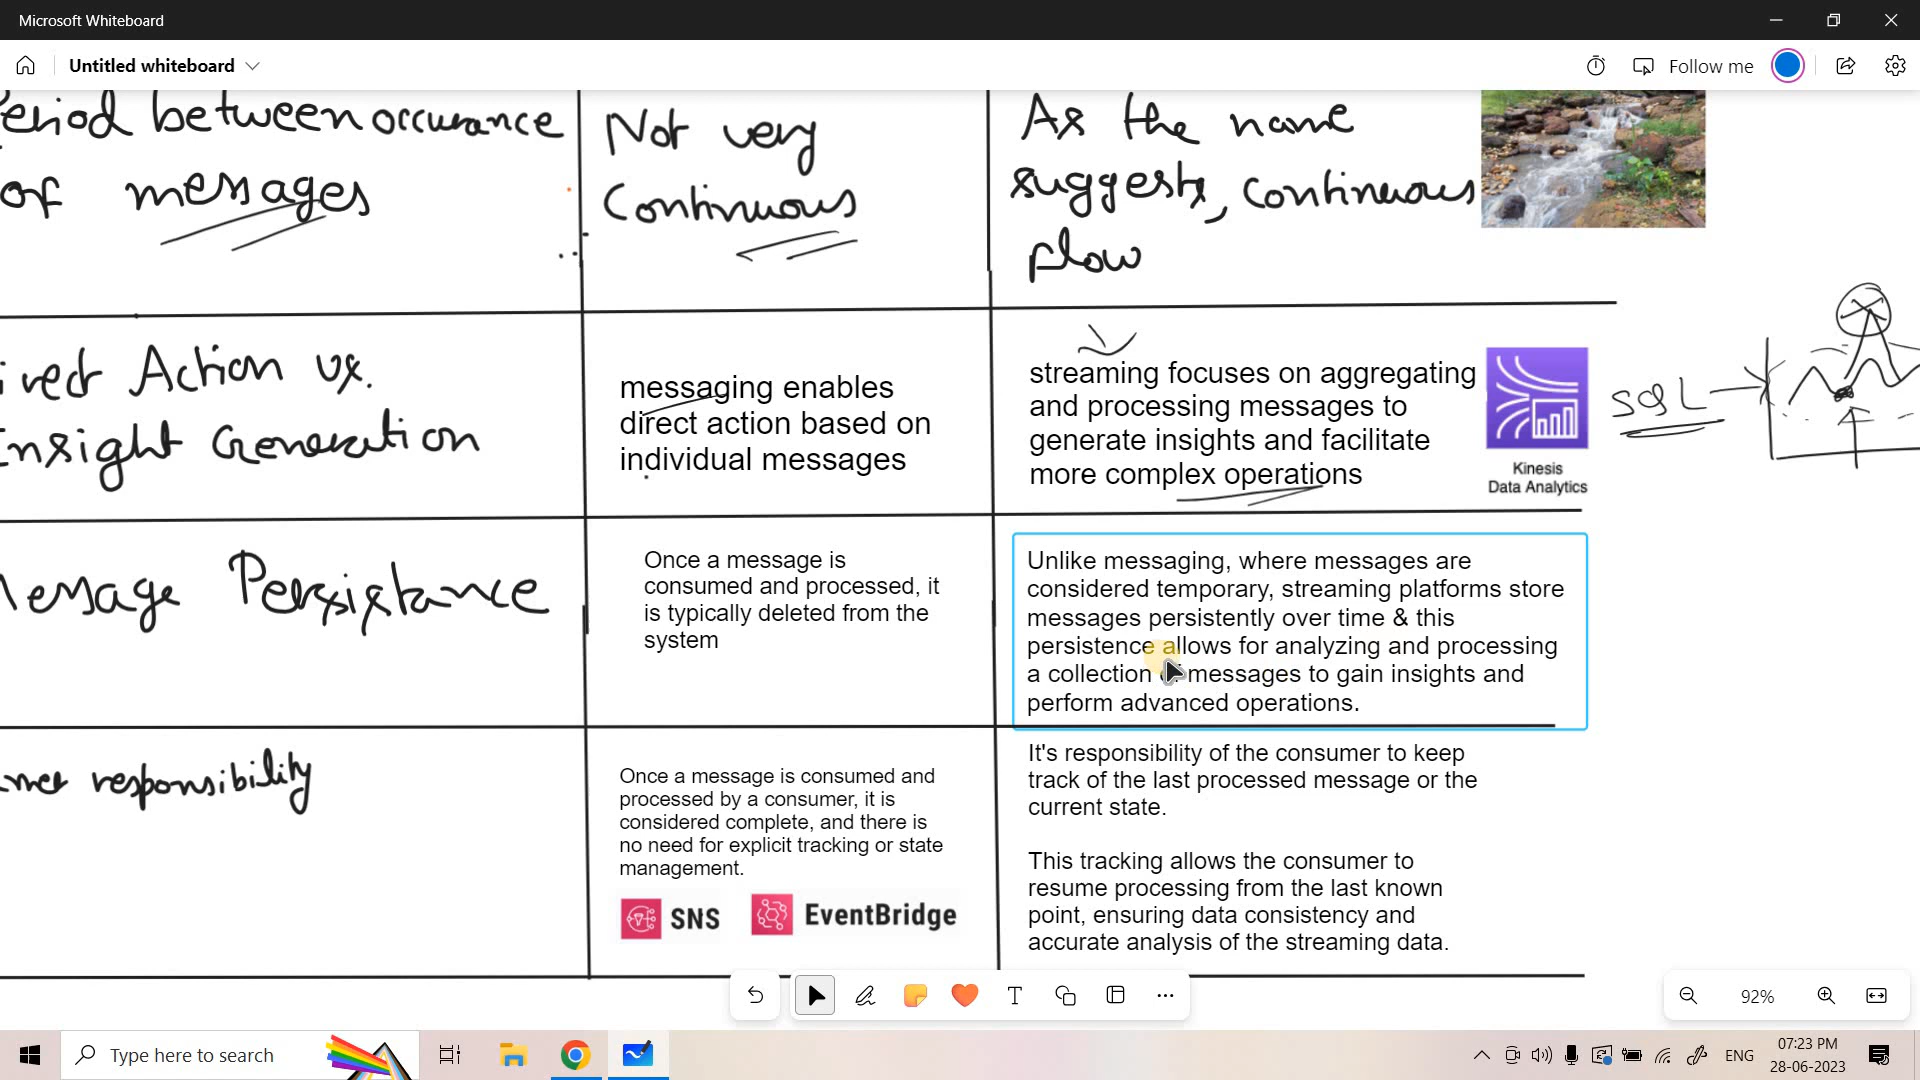 Microsoft Whiteboard
Untitled whiteboard
Follow me
eriod between occurance
of messages
Not very
Continuous
As the name
suggests, continuous
flow
irect Action vs.
Insight Generation
messaging enables
direct action based on
individual messages
streaming focuses on aggregating
and processing messages to
generate insights and facilitate
more complex operations
Kinesis
Data Analytics
SQL
essage Persistance
Once a message is
consumed and processed, it
is typically deleted from the
system
Unlike messaging, where messages are
considered temporary, streaming platforms store
messages persistently over time & this
persistence allows for analyzing and processing
a collection of messages to gain insights and
perform advanced operations.
mer responsibility
Once a message is consumed and
processed by a consumer, it is
considered complete, and there is
no need for explicit tracking or state
management.
SNS
EventBridge
It's responsibility of the consumer to keep
track of the last processed message or the
current state.
This tracking allows the consumer to
resume processing from the last known
point, ensuring data consistency and
accurate analysis of the streaming data.
92%
Type here to search
ENG
07:23 PM
28-06-2023